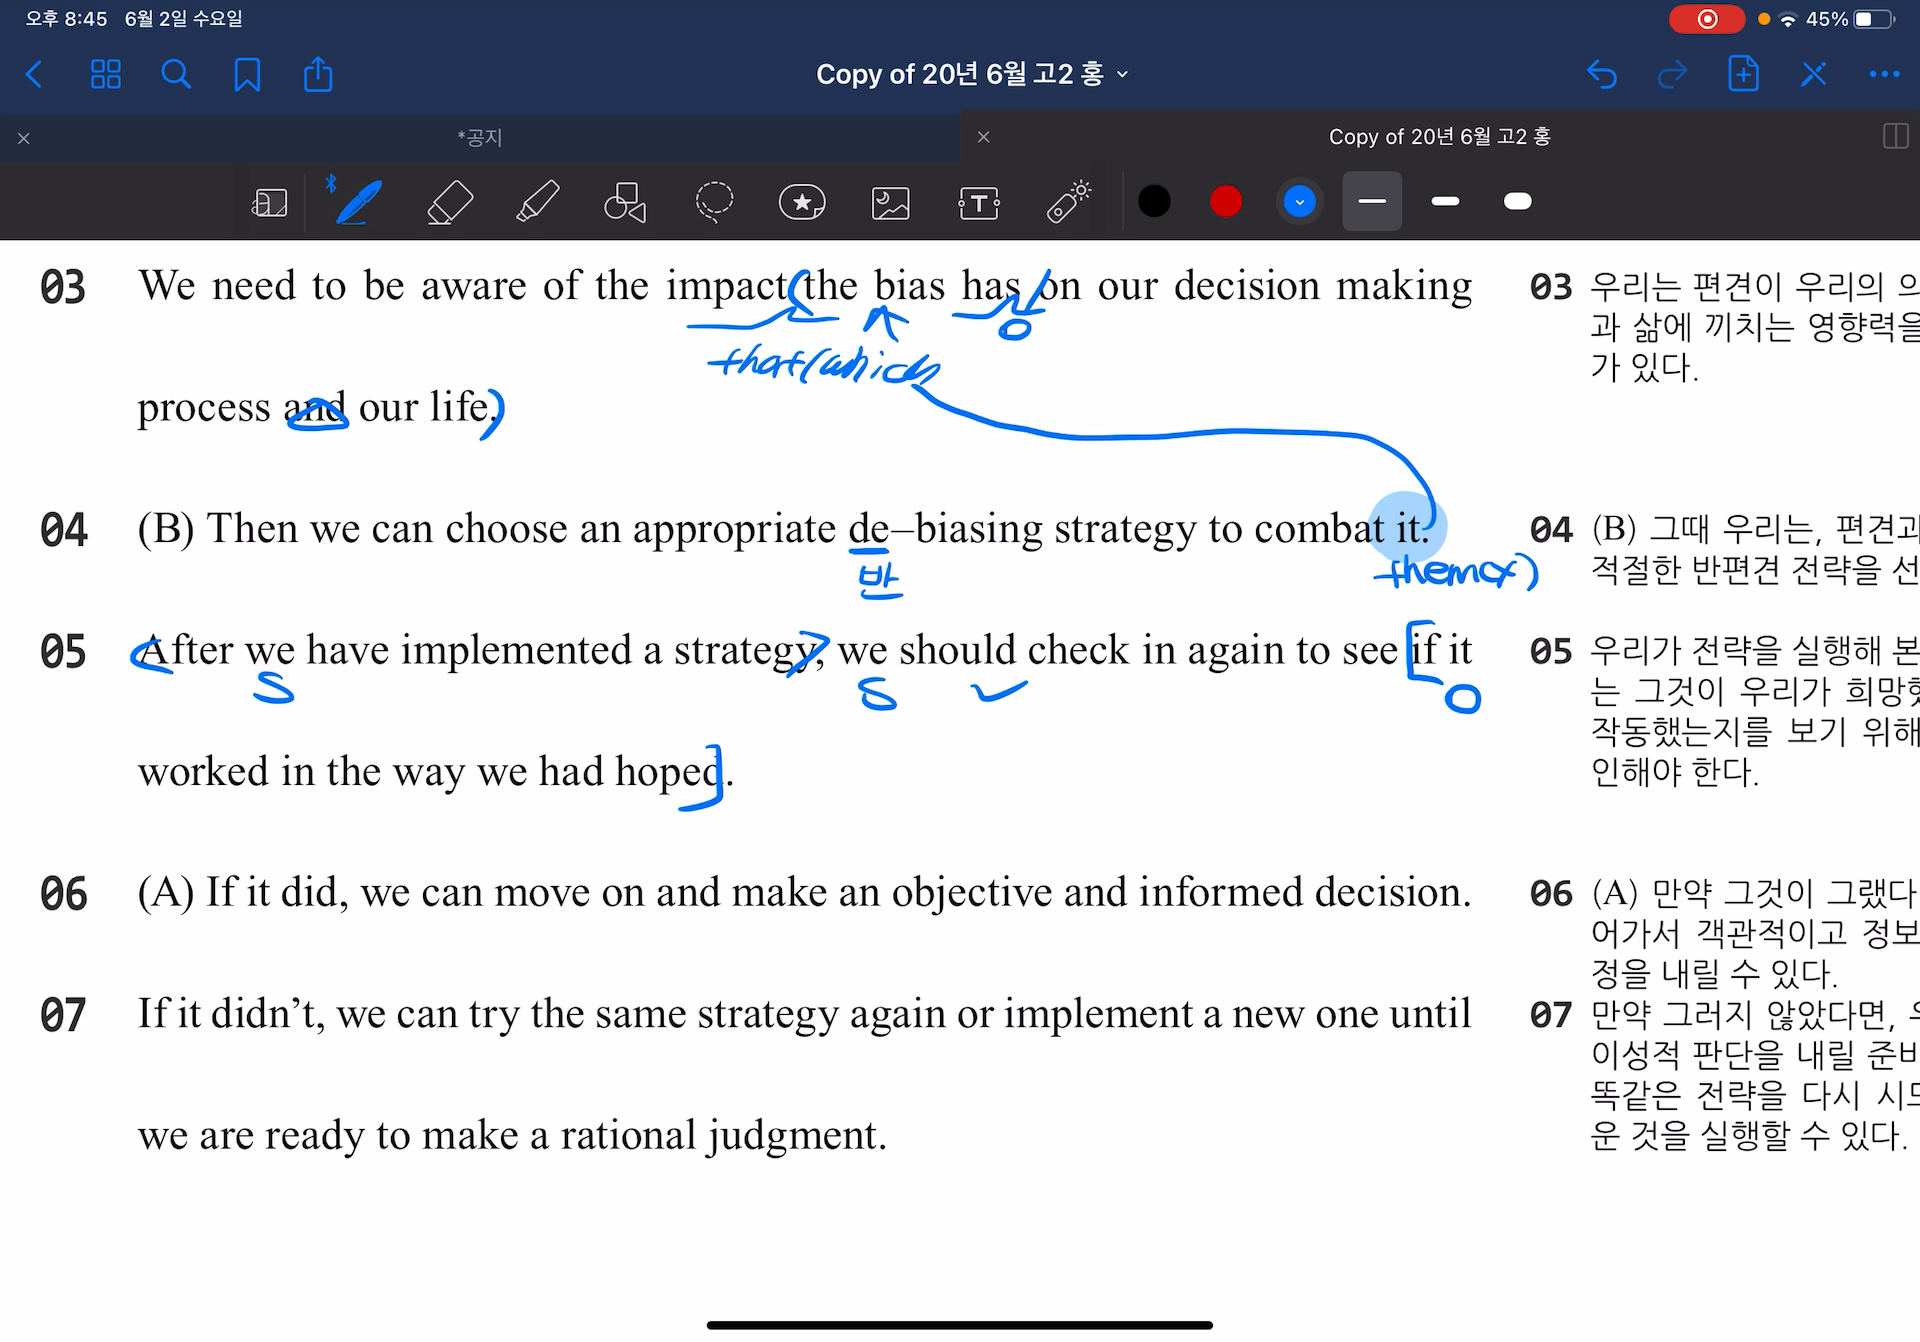 오후 8:45 6월 2일 수요일 45%
Copy of 20년 6월 고2 홍
*공지 Copy of 20년 6월 고2 홍
T
03 We need to be aware of the impact the bias has on our decision making
that(which
process and our life.
04 (B) Then we can choose an appropriate de–biasing strategy to combat it.
반 them(x)
05 After we have implemented a strategy, we should check in again to see if it
S S O
worked in the way we had hoped.
06 (A) If it did, we can move on and make an objective and informed decision.
07 If it didn’t, we can try the same strategy again or implement a new one until
we are ready to make a rational judgment.
03 우리는 편견이 우리의 의
과 삶에 끼치는 영향력을
가 있다.
04 (B) 그때 우리는, 편견과
적절한 반편견 전략을 선
05 우리가 전략을 실행해 본
는 그것이 우리가 희망했
작동했는지를 보기 위해
인해야 한다.
06 (A) 만약 그것이 그랬다
어가서 객관적이고 정보
정을 내릴 수 있다.
07 만약 그러지 않았다면, 우
이성적 판단을 내릴 준비
똑같은 전략을 다시 시도
운 것을 실행할 수 있다.